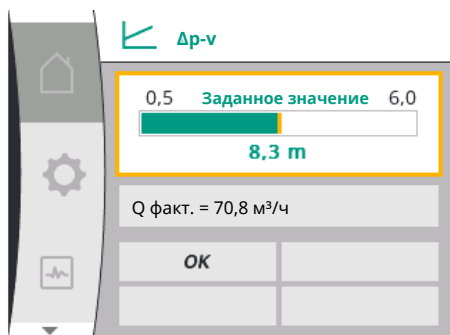 Δp-v
0,5 Заданное значение 6,0
8,3 m
Q факт. = 70,8 м³/ч
OK